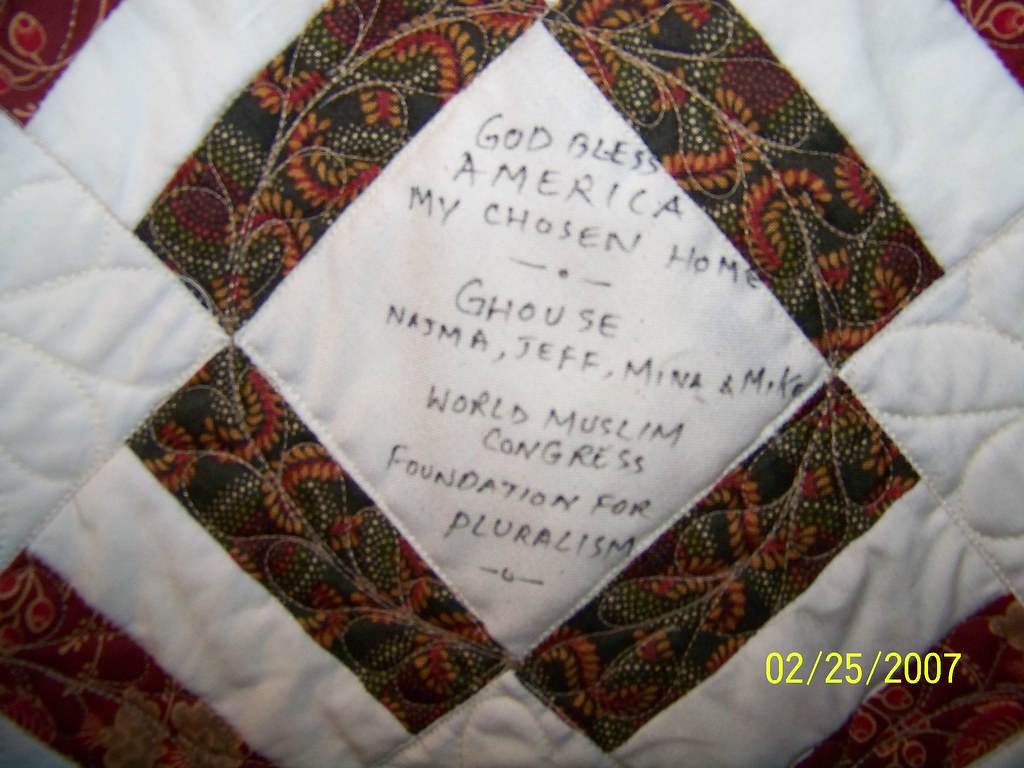 GOD BLESS
AMERICA
MY CHOSEN HOME
GHOUSE
NAJMA, JEFF, MINA & MIKE
WORLD MUSLIM
CONGRESS
FOUNDATION FOR
PLURALISM
02/25/2007